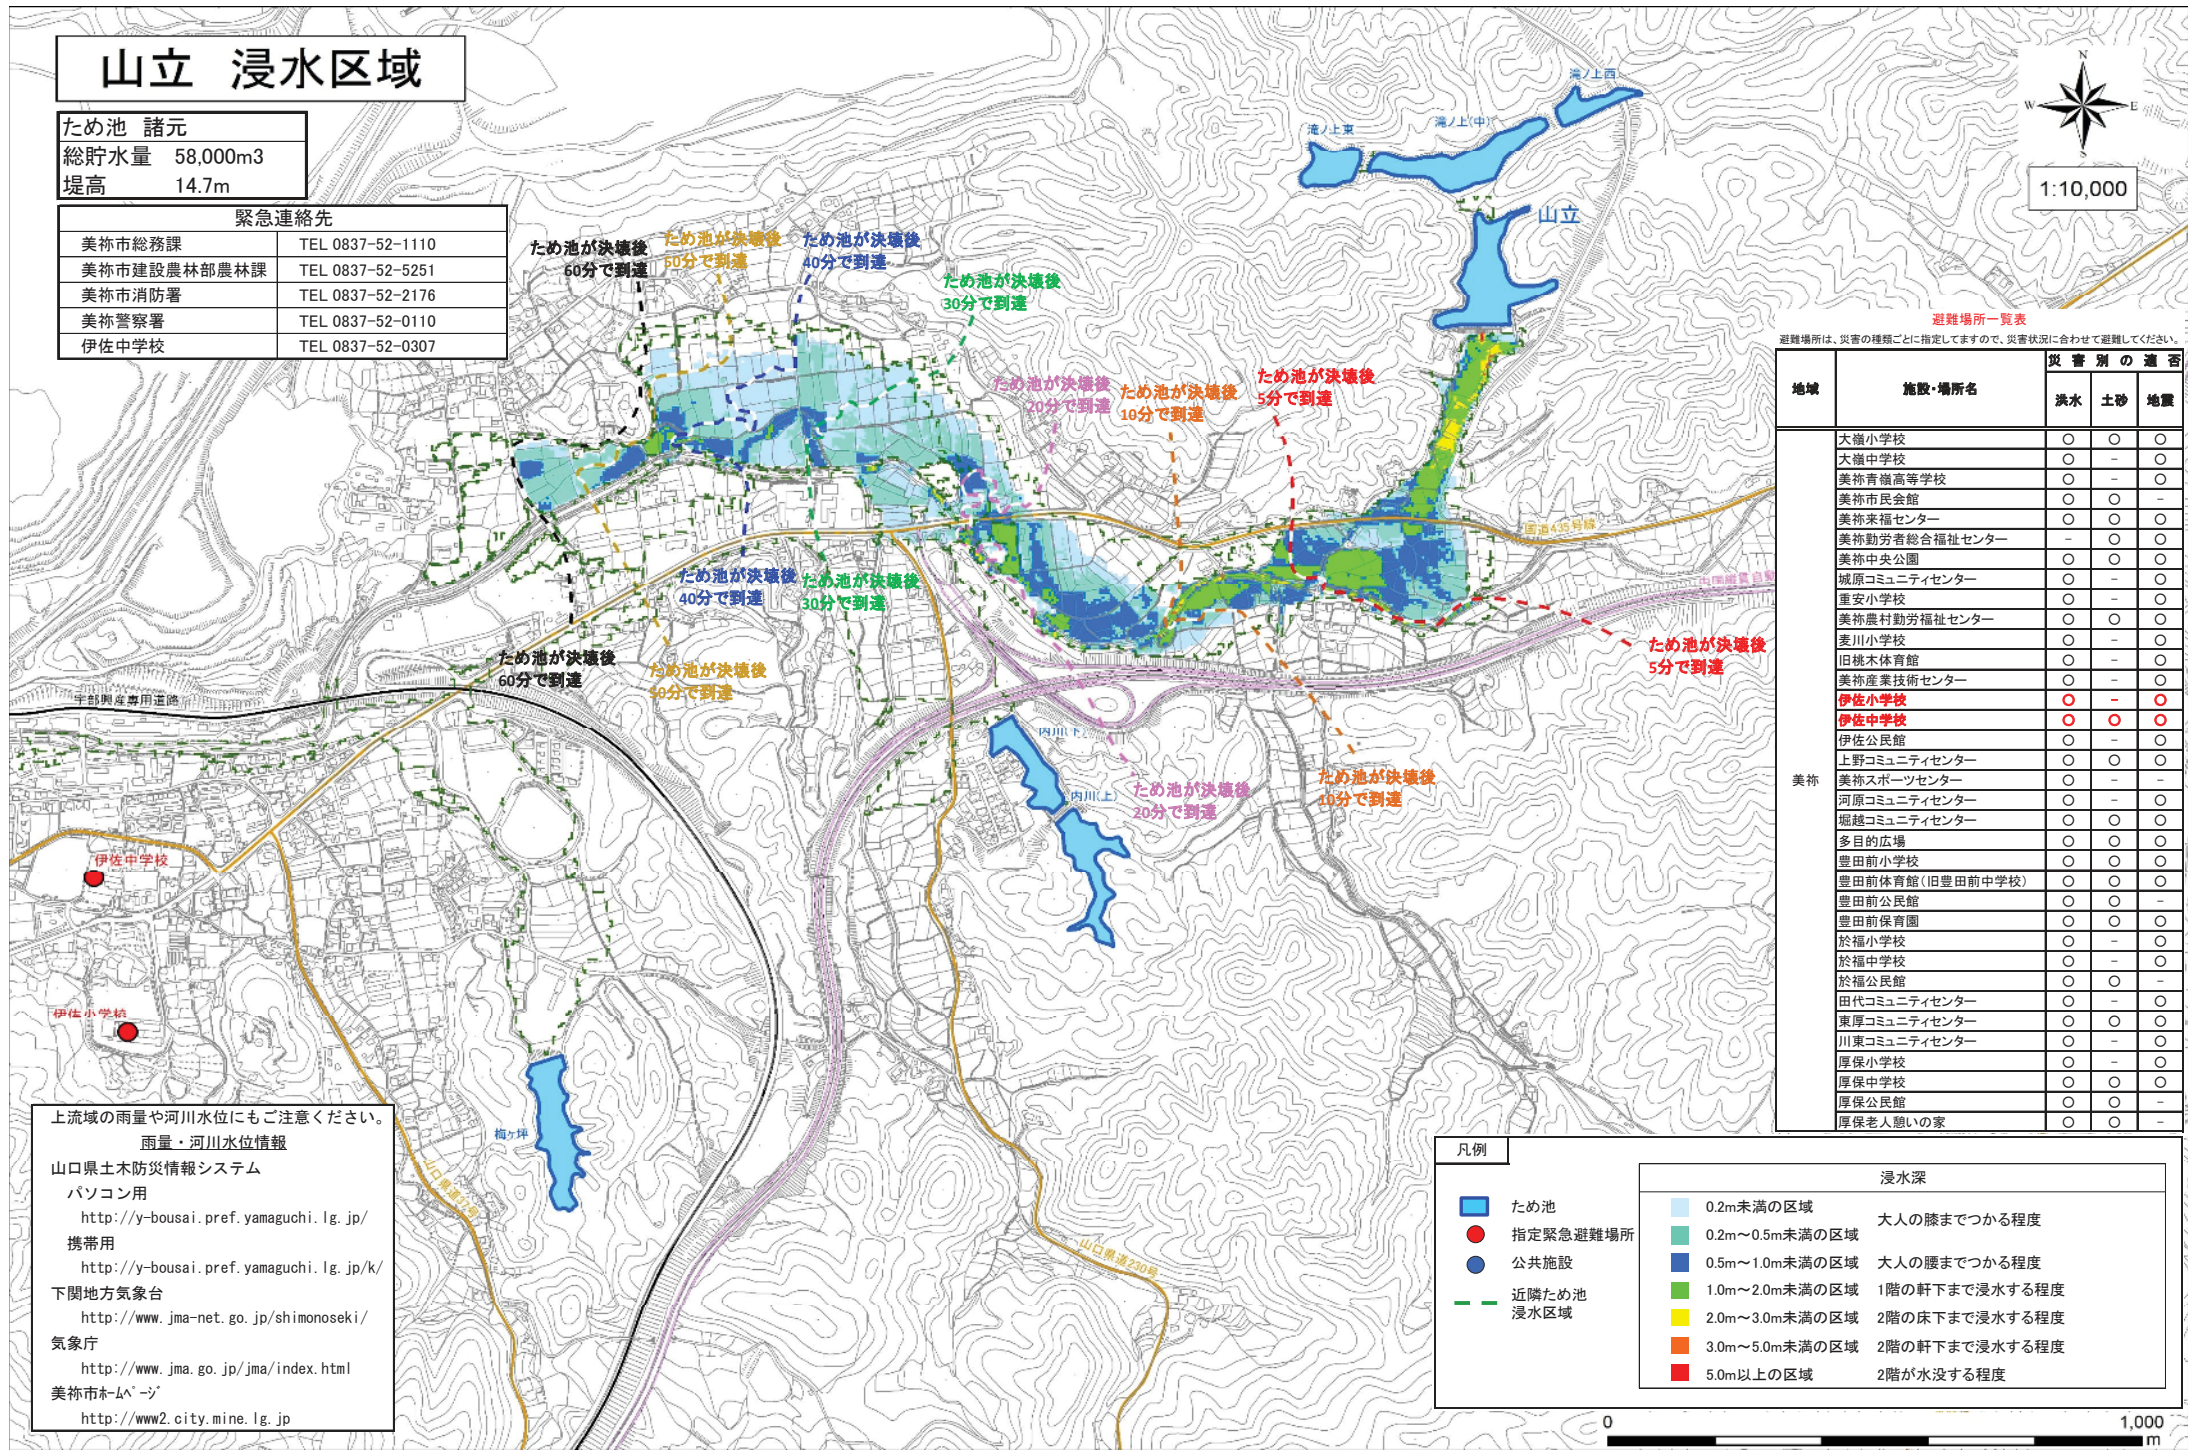 山立 浸水区域
ため池 諸元
総貯水量 58,000m3
堤高 14.7m
緊急連絡先
美祢市総務課 TEL 0837-52-1110
美祢市建設農林部農林課 TEL 0837-52-5251
美祢市消防署 TEL 0837-52-2176
美祢警察署 TEL 0837-52-0110
伊佐中学校 TEL 0837-52-0307
滝ノ上西
滝ノ上(中)
滝ノ上東
山立
N
W E
S
1:10,000
ため池が決壊後
60分で到達
ため池が決壊後
50分で到達
ため池が決壊後
40分で到達
ため池が決壊後
30分で到達
ため池が決壊後
20分で到達
ため池が決壊後
10分で到達
ため池が決壊後
5分で到達
国道435号線
ため池が決壊後
40分で到達
ため池が決壊後
30分で到達
ため池が決壊後
5分で到達
ため池が決壊後
60分で到達
ため池が決壊後
50分で到達
ため池が決壊後
20分で到達
ため池が決壊後
10分で到達
宇部興産専用道路
内川(下)
内川(上)
伊佐中学校
伊佐小学校
梅ヶ坪
山口県道230号
避難場所一覧表
避難場所は、災害の種類ごとに指定してますので、災害状況に合わせて避難してください。
地域 施設・場所名 災害別の適否
洪水 土砂 地震
美祢
大嶺小学校 ○ ○ ○
大嶺中学校 ○ - ○
美祢青嶺高等学校 ○ - ○
美祢市民会館 ○ ○ -
美祢来福センター ○ ○ ○
美祢勤労者総合福祉センター - ○ ○
美祢中央公園 ○ ○ ○
城原コミュニティセンター ○ - ○
重安小学校 ○ - ○
美祢農村勤労福祉センター ○ ○ ○
麦川小学校 ○ - ○
旧桃木体育館 ○ - ○
美祢産業技術センター ○ - ○
伊佐小学校 ○ - ○
伊佐中学校 ○ ○ ○
伊佐公民館 ○ - ○
上野コミュニティセンター ○ ○ ○
美祢スポーツセンター ○ - -
河原コミュニティセンター ○ - ○
堀越コミュニティセンター ○ ○ ○
多目的広場 ○ ○ ○
豊田前小学校 ○ ○ ○
豊田前体育館(旧豊田前中学校) ○ ○ ○
豊田前公民館 ○ ○ -
豊田前保育園 ○ ○ ○
於福小学校 ○ - ○
於福中学校 ○ - ○
於福公民館 ○ ○ -
田代コミュニティセンター ○ - ○
東厚コミュニティセンター ○ ○ ○
川東コミュニティセンター ○ - ○
厚保小学校 ○ - ○
厚保中学校 ○ ○ ○
厚保公民館 ○ ○ -
厚保老人憩いの家 ○ ○ -
上流域の雨量や河川水位にもご注意ください。
雨量・河川水位情報
山口県土木防災情報システム
パソコン用
http://y-bousai.pref.yamaguchi.lg.jp/
携帯用
http://y-bousai.pref.yamaguchi.lg.jp/k/
下関地方気象台
http://www.jma-net.go.jp/shimonoseki/
気象庁
http://www.jma.go.jp/jma/index.html
美祢市ホームページ
http://www2.city.mine.lg.jp
凡例
ため池
指定緊急避難場所
公共施設
近隣ため池
浸水区域
浸水深
0.2m未満の区域
大人の膝までつかる程度
0.2m~0.5m未満の区域
0.5m~1.0m未満の区域 大人の腰までつかる程度
1.0m~2.0m未満の区域 1階の軒下まで浸水する程度
2.0m~3.0m未満の区域 2階の床下まで浸水する程度
3.0m~5.0m未満の区域 2階の軒下まで浸水する程度
5.0m以上の区域 2階が水没する程度
0 1,000
m